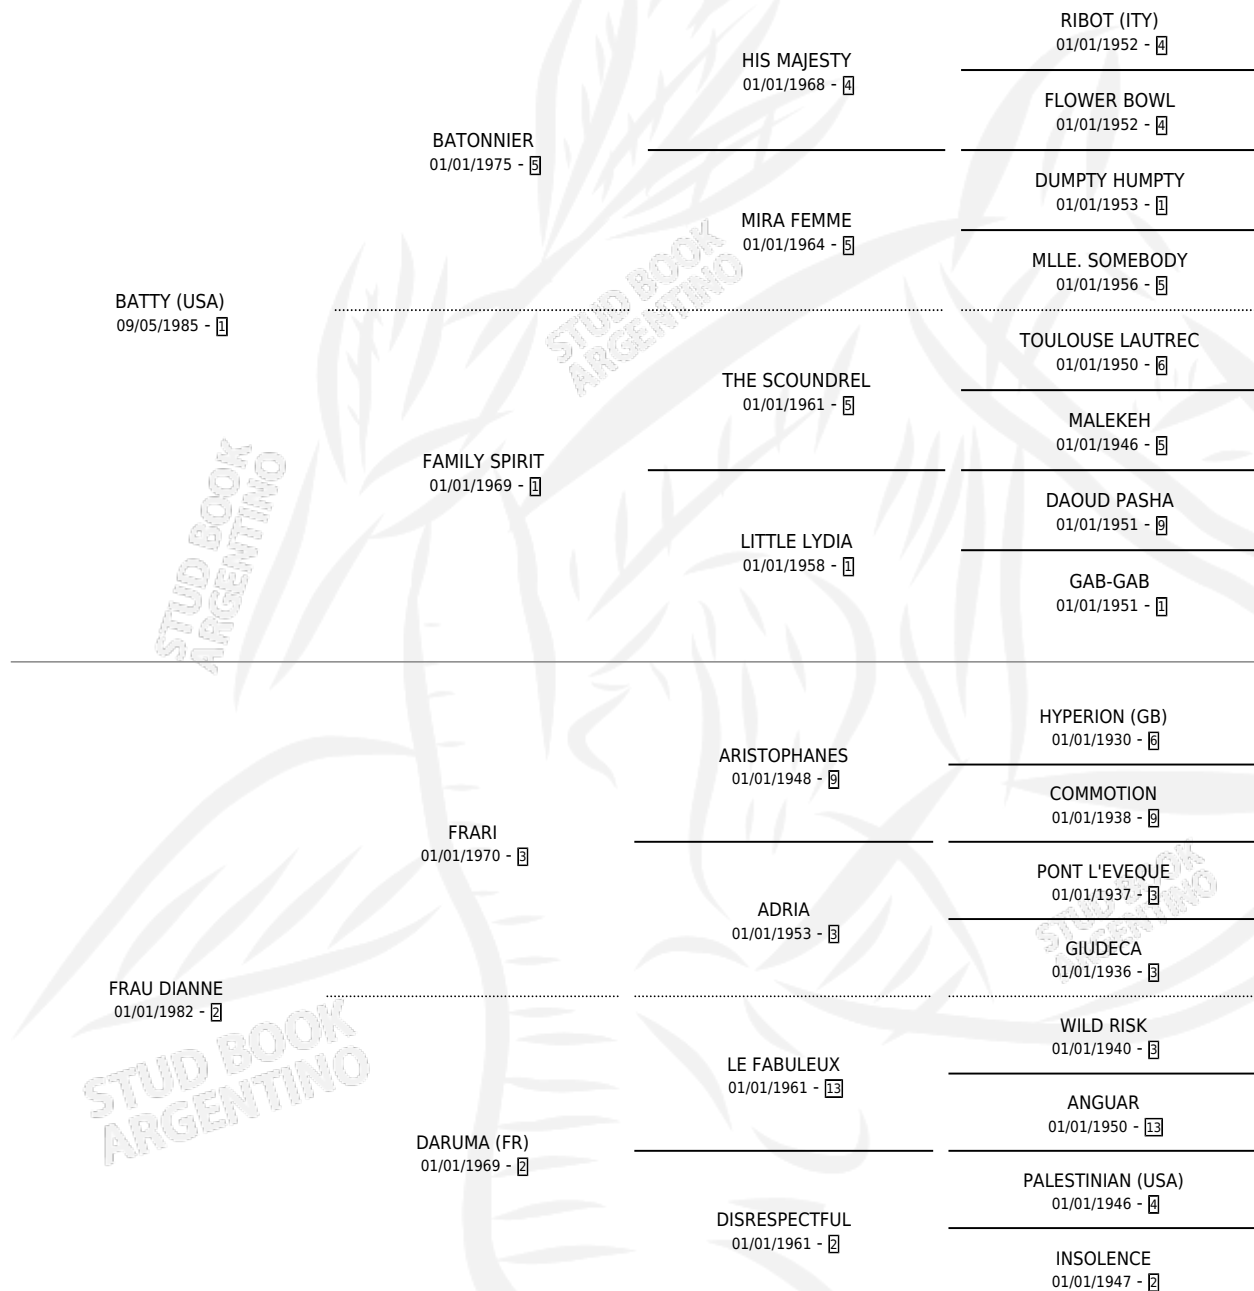 BATTY (USA)
09/05/1985 - 1
BATONNIER
01/01/1975 - 5
HIS MAJESTY
01/01/1968 - 4
RIBOT (ITY)
01/01/1952 - 4
FLOWER BOWL
01/01/1952 - 4
MIRA FEMME
01/01/1964 - 5
DUMPTY HUMPTY
01/01/1953 - 1
MLLE. SOMEBODY
01/01/1956 - 5
FAMILY SPIRIT
01/01/1969 - 1
THE SCOUNDREL
01/01/1961 - 5
TOULOUSE LAUTREC
01/01/1950 - 6
MALEKEH
01/01/1946 - 5
LITTLE LYDIA
01/01/1958 - 1
DAOUD PASHA
01/01/1951 - 9
GAB-GAB
01/01/1951 - 1
FRAU DIANNE
01/01/1982 - 2
FRARI
01/01/1970 - 3
ARISTOPHANES
01/01/1948 - 9
HYPERION (GB)
01/01/1930 - 6
COMMOTION
01/01/1938 - 9
ADRIA
01/01/1953 - 3
PONT L'EVEQUE
01/01/1937 - 3
GIUDECA
01/01/1936 - 3
DARUMA (FR)
01/01/1969 - 2
LE FABULEUX
01/01/1961 - 13
WILD RISK
01/01/1940 - 3
ANGUAR
01/01/1950 - 13
DISRESPECTFUL
01/01/1961 - 2
PALESTINIAN (USA)
01/01/1946 - 4
INSOLENCE
01/01/1947 - 2
STUD BOOK
ARGENTINO
STUD BOOK
ARGENTINO
STUD BOOK
ARGENTINO
STUD BOOK
ARGENTINO